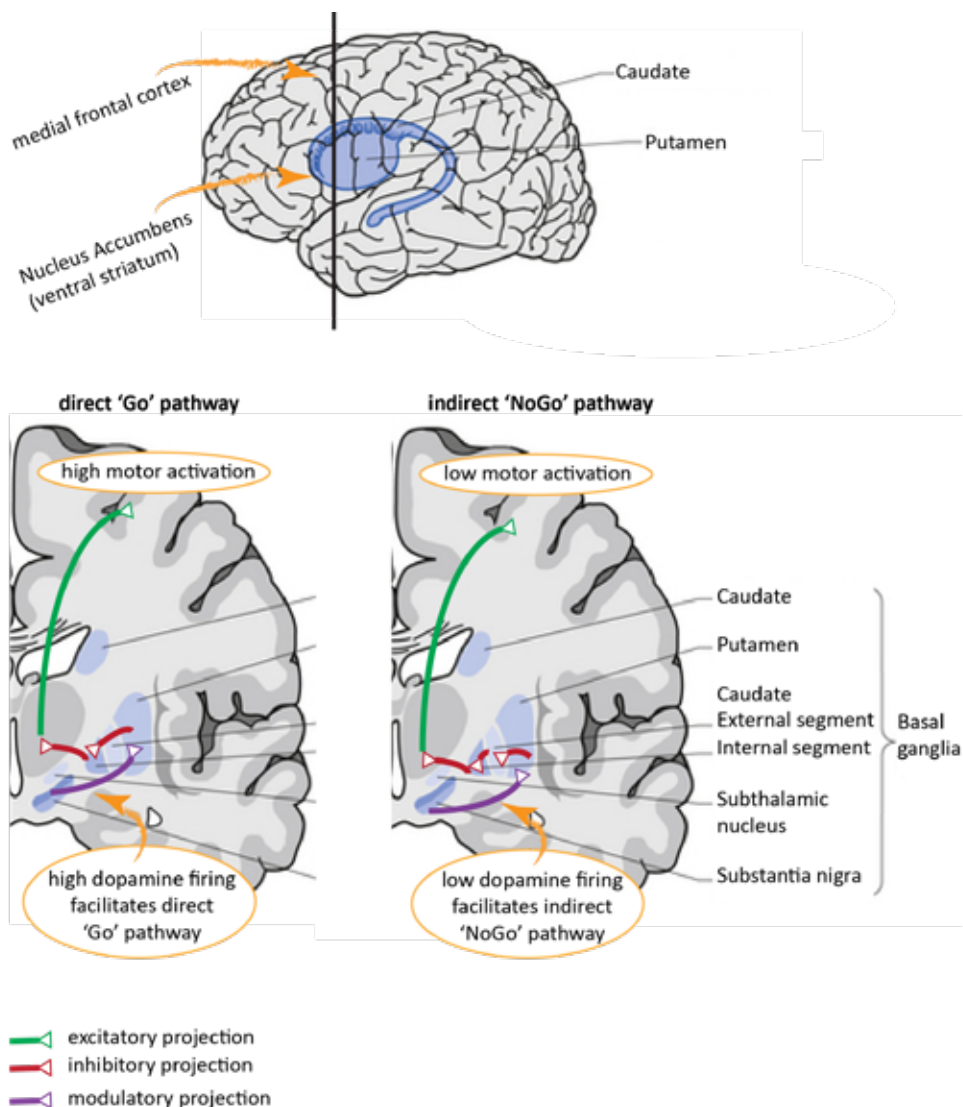 medial frontal cortex
Caudate
Putamen
Nucleus Accumbens
(ventral striatum)
direct ‘Go’ pathway
indirect ‘NoGo’ pathway
high motor activation
low motor activation
Caudate
Putamen
Caudate
External segment
Internal segment
Basal
ganglia
Subthalamic
nucleus
Substantia nigra
high dopamine firing
facilitates direct
‘Go’ pathway
low dopamine firing
facilitates indirect
‘NoGo’ pathway
excitatory projection
inhibitory projection
modulatory projection